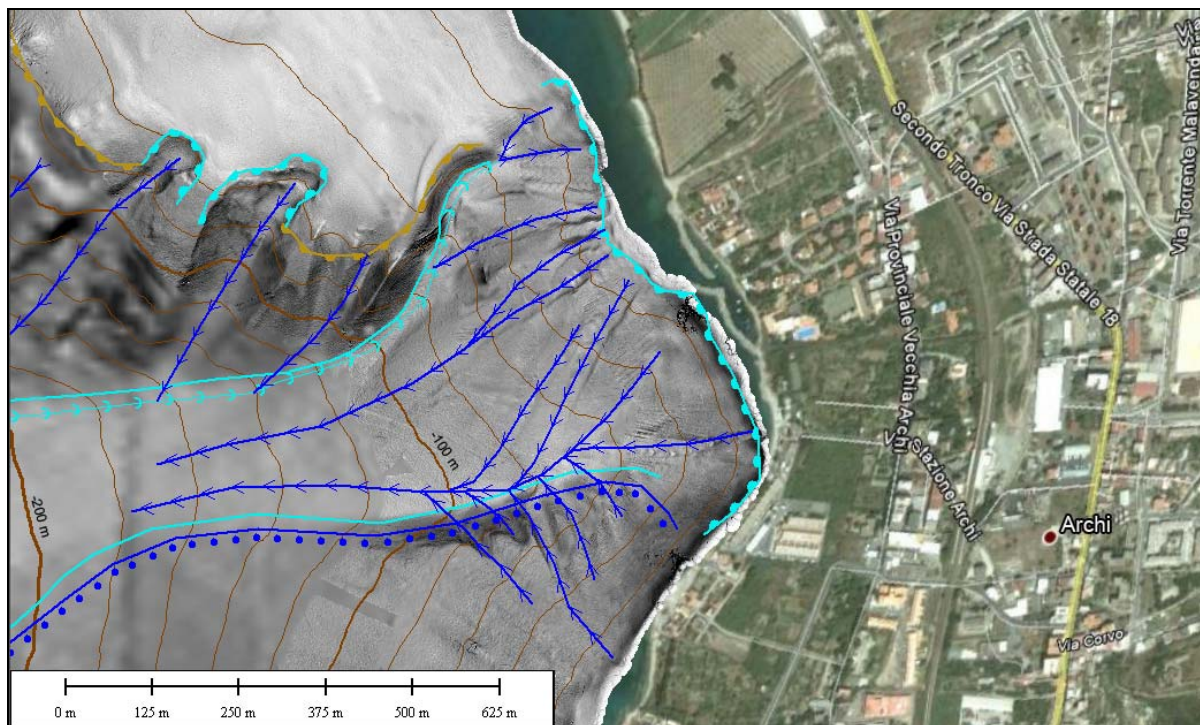 Secondo Tronco Via Strada Statale 18
Via Torrente Malavenda
Via Provinciale Vecchia Archi
Stazione Archi
Archi
Via Corvo
-100 m
-200 m
0 m 125 m 250 m 375 m 500 m 625 m